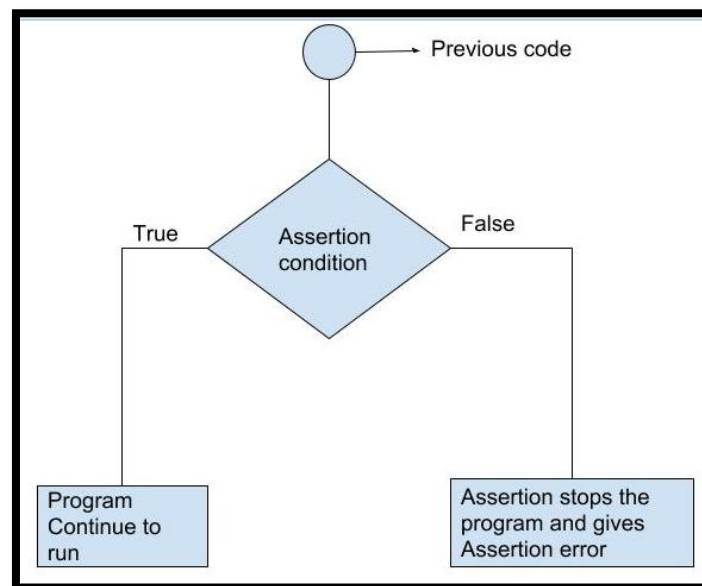 Previous code
True
False
Assertion
condition
Program
Continue to
run
Assertion stops the
program and gives
Assertion error